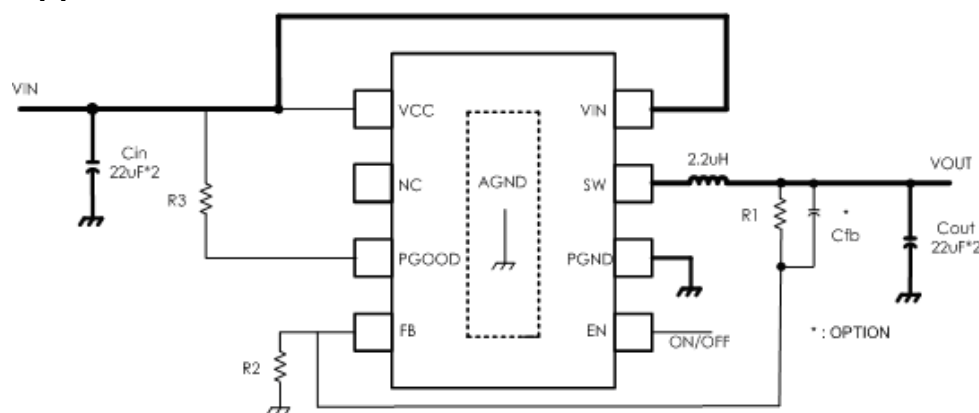 VIN
Cin
22uF*2
R3
VCC
NC
PGOOD
FB
R2
AGND
VIN
SW
PGND
EN
ON/OFF
2.2uH
R1
*
Cfb
VOUT
Cout
22uF*2
* : OPTION